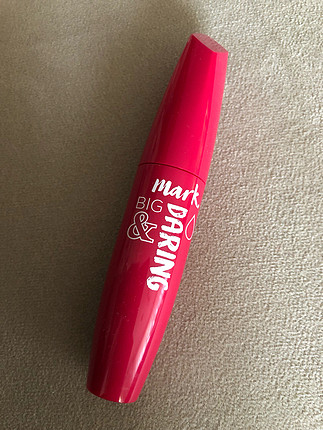 mark.
BIG
&
DARING